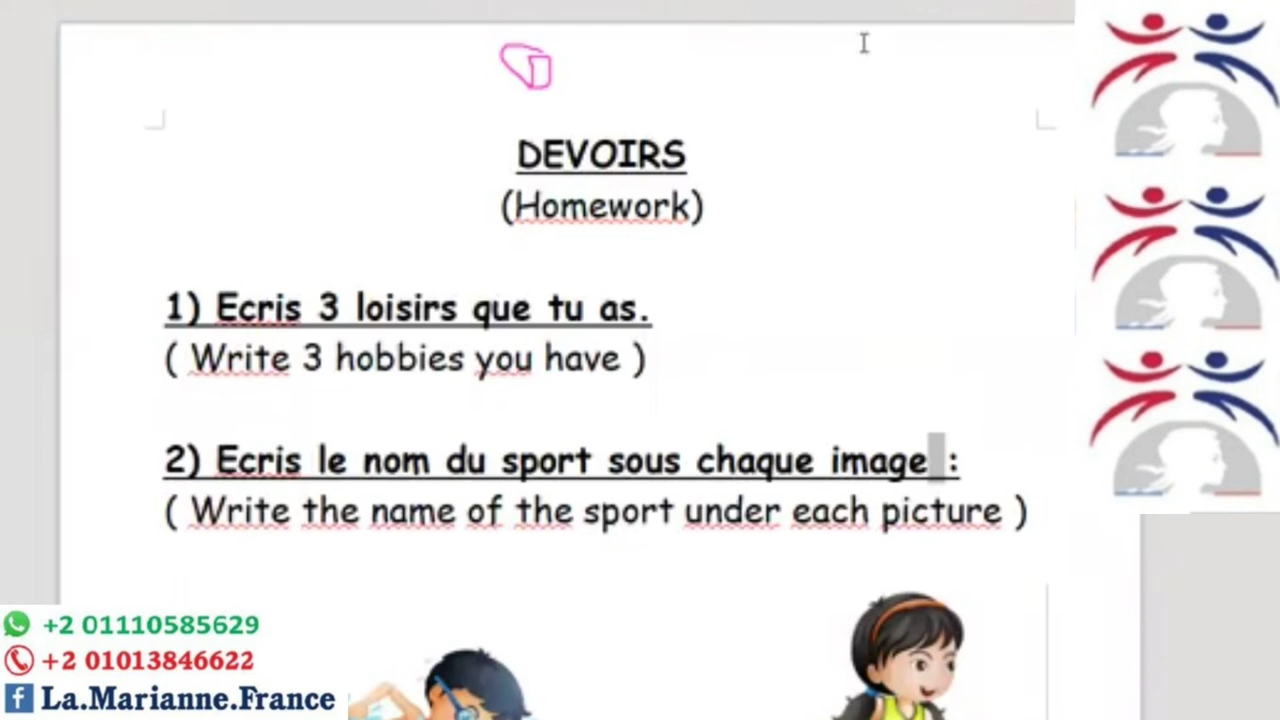 DEVOIRS
(Homework)
1) Ecris 3 loisirs que tu as.
( Write 3 hobbies you have )
2) Ecris le nom du sport sous chaque image :
( Write the name of the sport under each picture )
+2 01110585629
+2 01013846622
La.Marianne.France